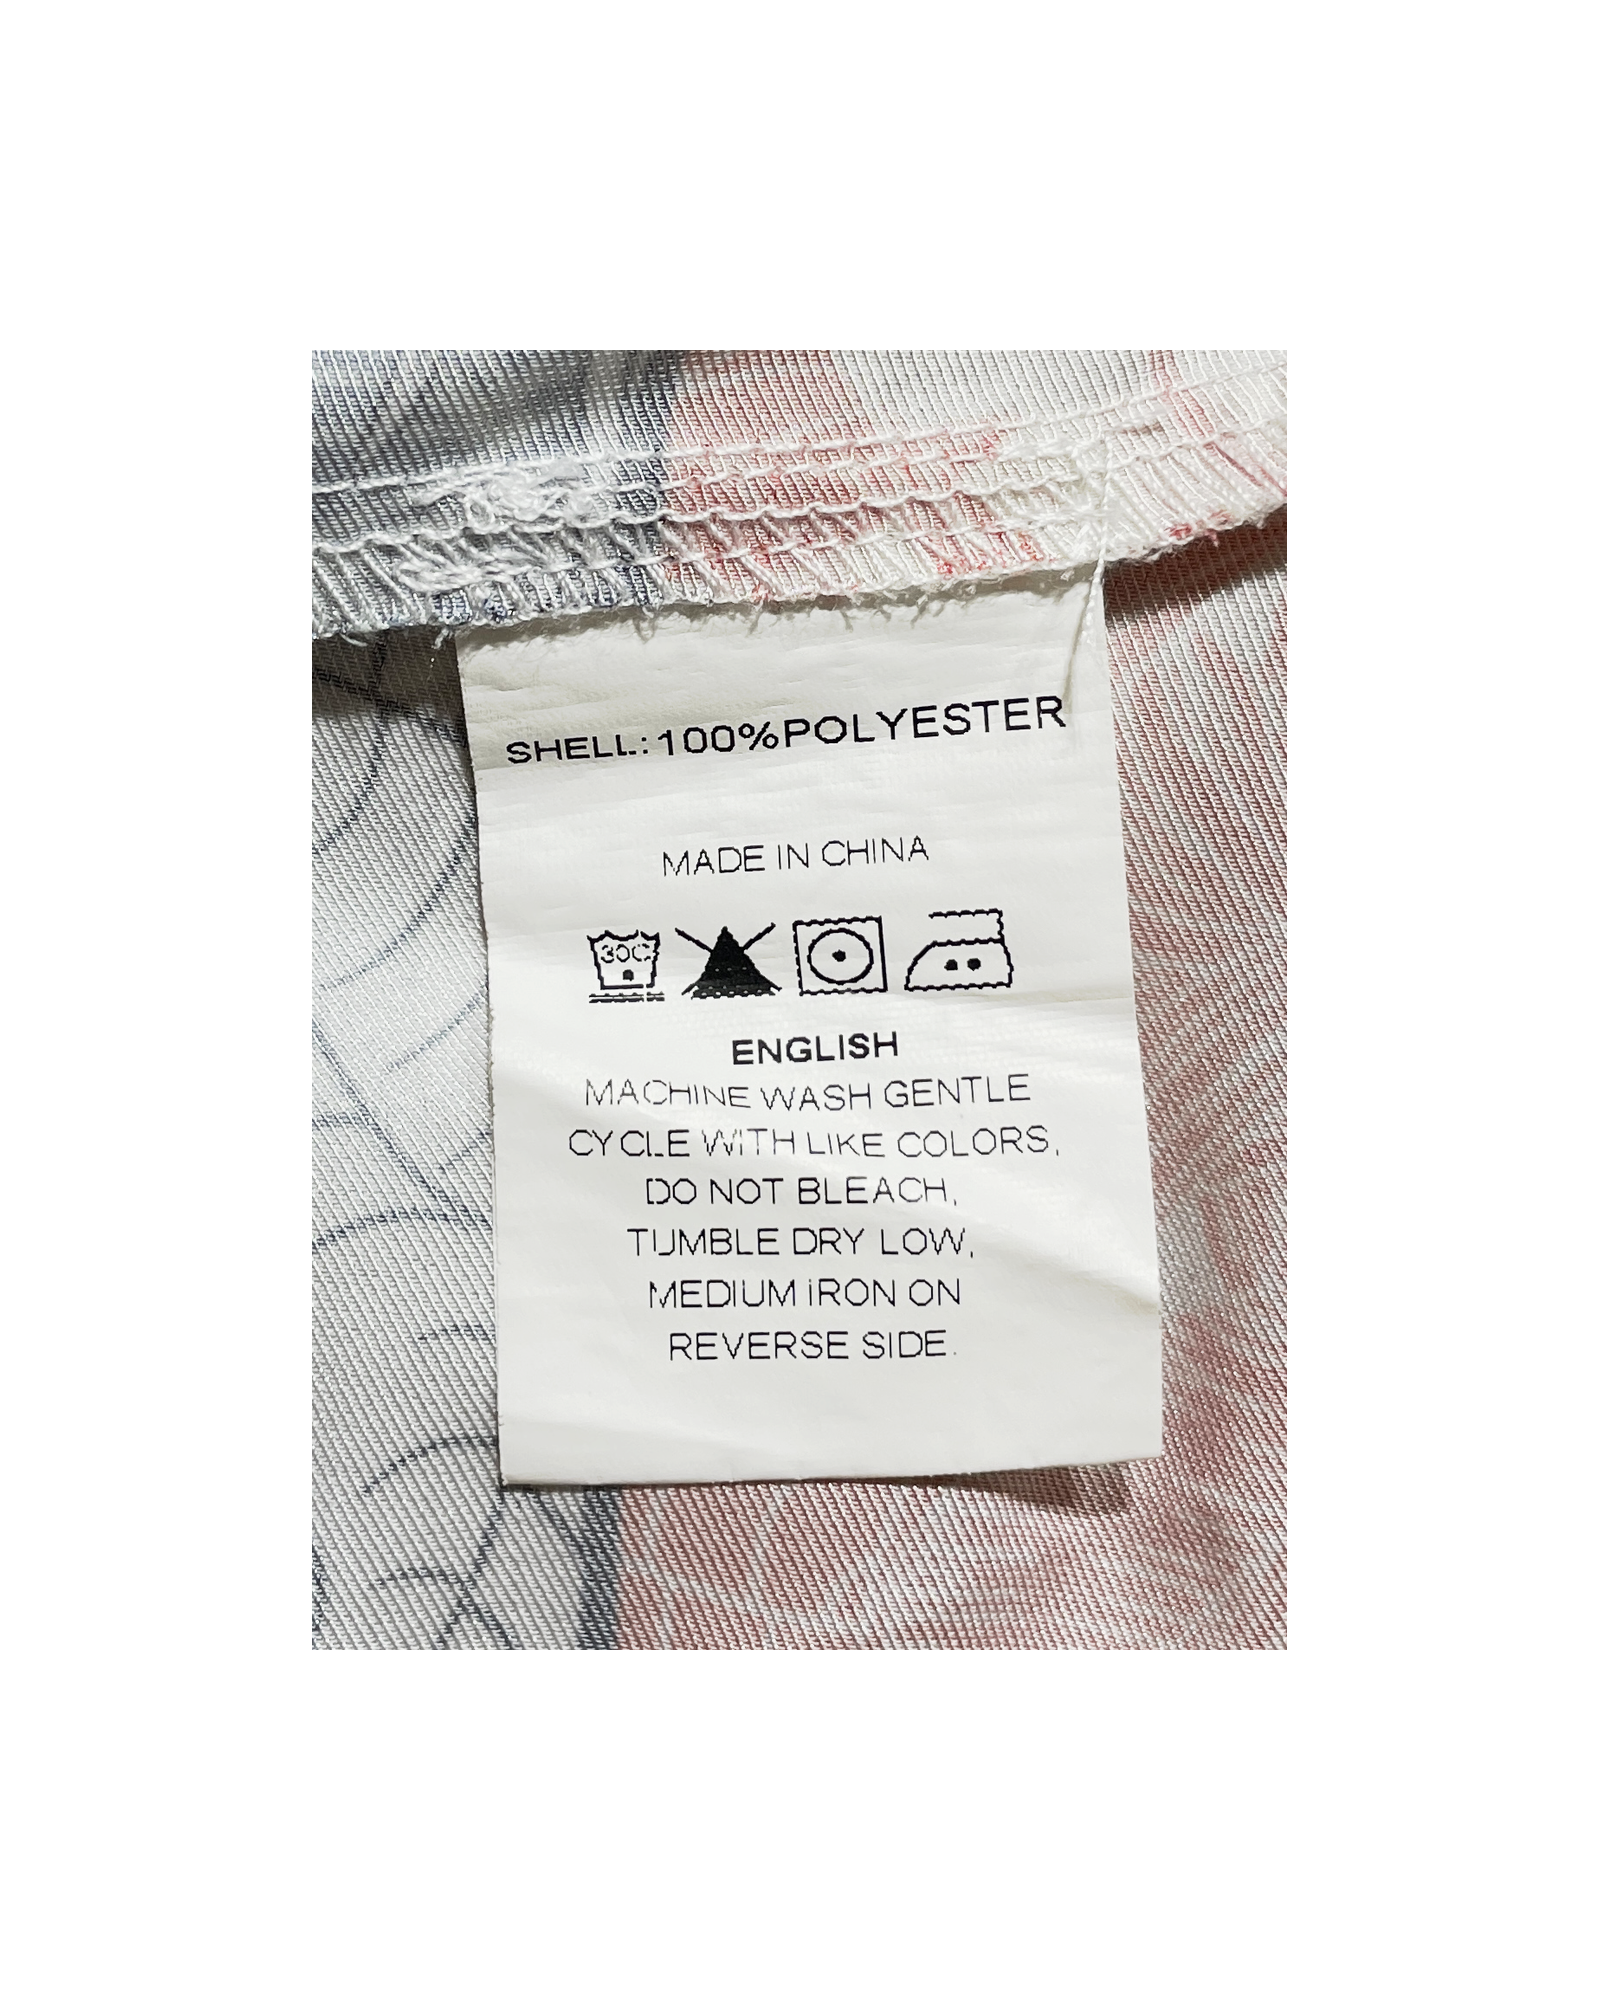 SHELL:100%POLYESTER
MADE IN CHINA
30C
ENGLISH
MACHINE WASH GENTLE
CYCLE WITH LIKE COLORS,
DO NOT BLEACH,
TUMBLE DRY LOW,
MEDIUM IRON ON
REVERSE SIDE.